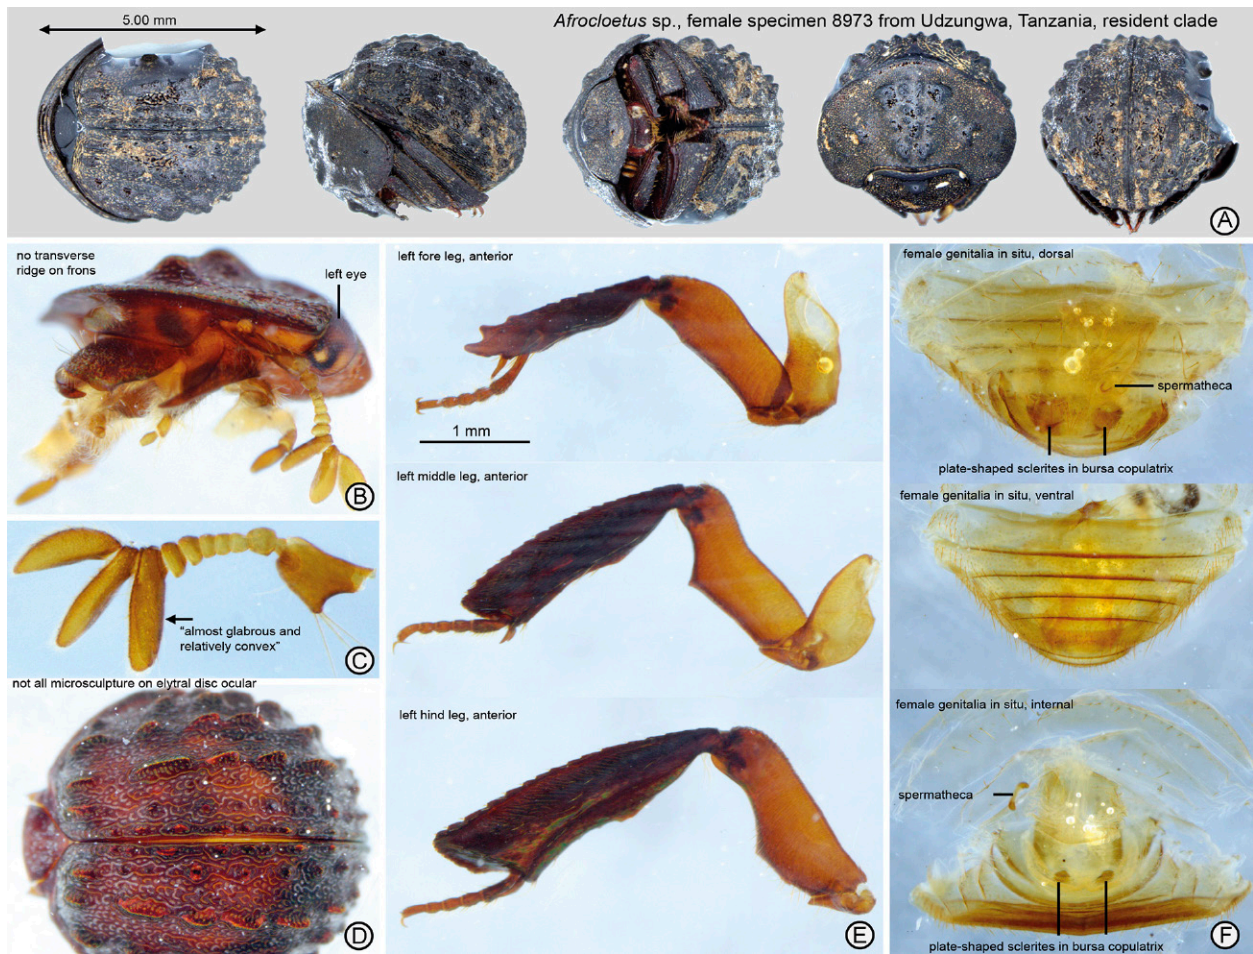 5.00 mm
Afrocloetus sp., female specimen 8973 from Udzungwa, Tanzania, resident clade
A
no transverse
ridge on frons
left eye
B
"almost glabrous and
relatively convex"
C
not all microsculpture on elytral disc ocular
D
left fore leg, anterior
1 mm
left middle leg, anterior
left hind leg, anterior
E
female genitalia in situ, dorsal
spermatheca
plate-shaped sclerites in bursa copulatrix
female genitalia in situ, ventral
female genitalia in situ, internal
spermatheca
plate-shaped sclerites in bursa copulatrix
F